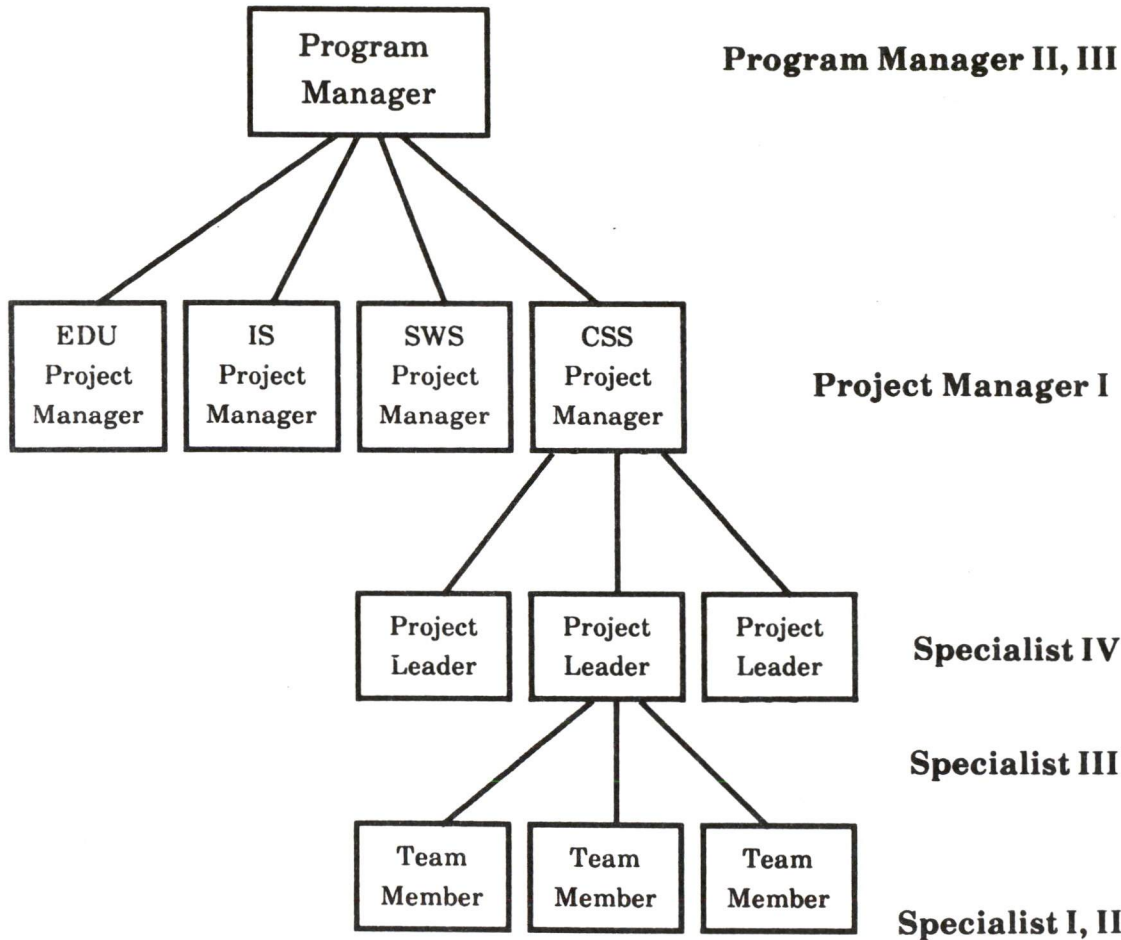 Program
Manager
Program Manager II, III
EDU
Project
Manager
IS
Project
Manager
SWS
Project
Manager
CSS
Project
Manager
Project Manager I
Project
Leader
Project
Leader
Project
Leader
Specialist IV
Specialist III
Team
Member
Team
Member
Team
Member
Specialist I, II